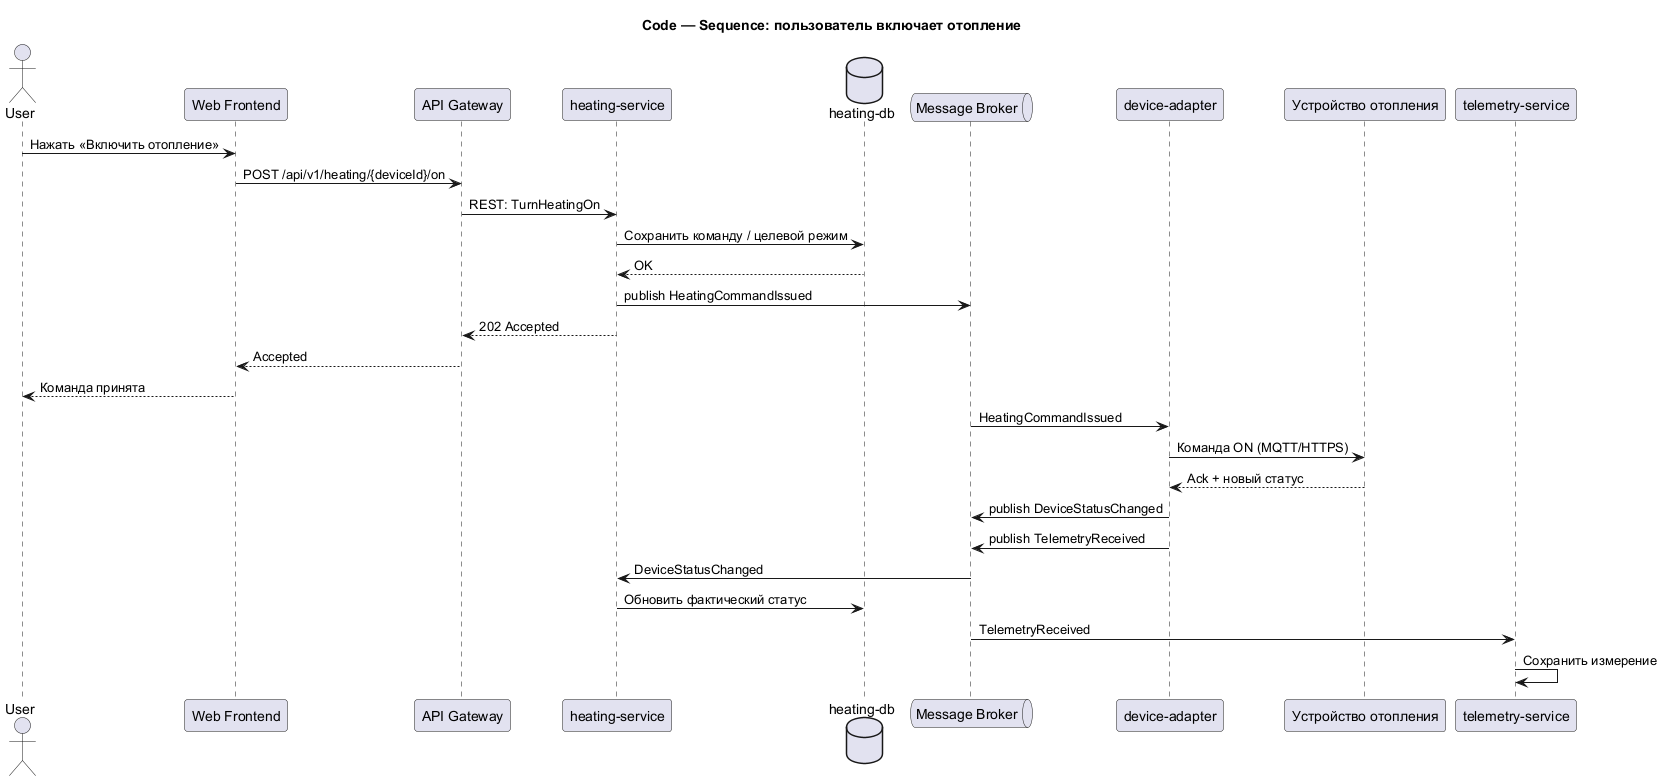 Code — Sequence: пользователь включает отопление
User
Web Frontend
API Gateway
heating-service
heating-db
Message Broker
device-adapter
Устройство отопления
telemetry-service
Нажать «Включить отопление»
POST /api/v1/heating/{deviceId}/on
REST: TurnHeatingOn
Сохранить команду / целевой режим
OK
publish HeatingCommandIssued
202 Accepted
Accepted
Команда принята
HeatingCommandIssued
Команда ON (MQTT/HTTPS)
Ack + новый статус
publish DeviceStatusChanged
publish TelemetryReceived
DeviceStatusChanged
Обновить фактический статус
TelemetryReceived
Сохранить измерение
User
Web Frontend
API Gateway
heating-service
heating-db
Message Broker
device-adapter
Устройство отопления
telemetry-service